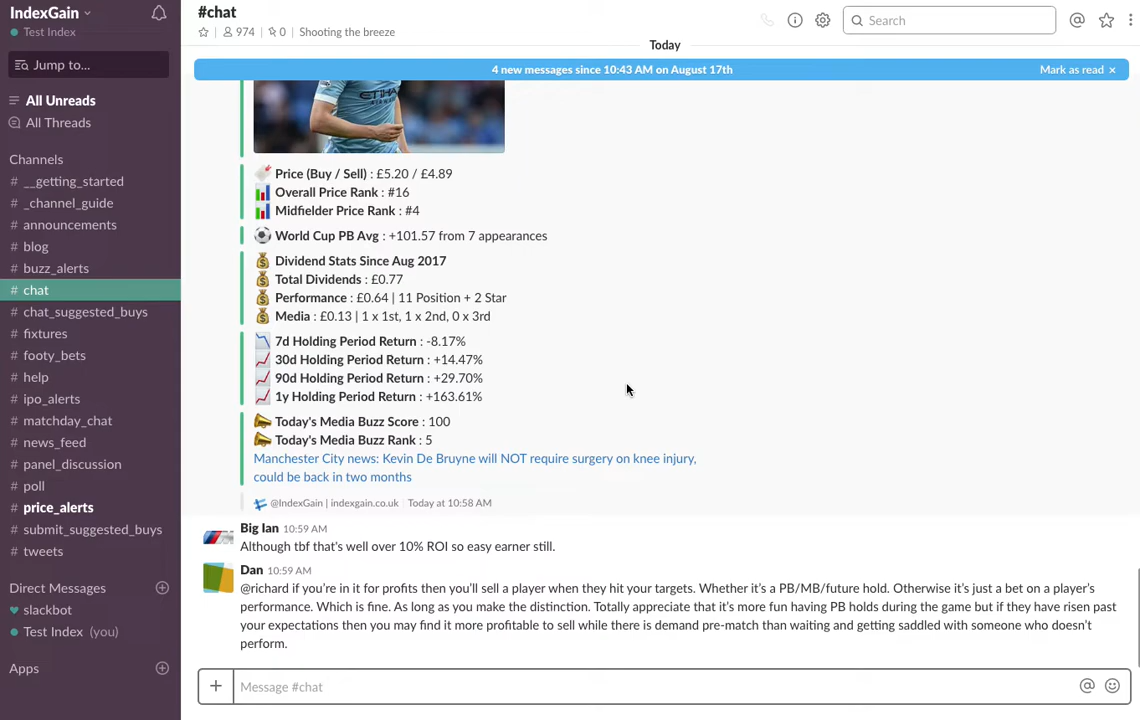 IndexGain
Test Index
Jump to...
All Unreads
All Threads
Channels
# __getting_started
# _channel_guide
# announcements
# blog
# buzz_alerts
# chat
# chat_suggested_buys
# fixtures
# footy_bets
# help
# ipo_alerts
# matchday_chat
# news_feed
# panel_discussion
# poll
# price_alerts
# submit_suggested_buys
# tweets
Direct Messages
slackbot
Test Index (you)
Apps
#chat
974 | 0 | Shooting the breeze
Search
Today
4 new messages since 10:43 AM on August 17th Mark as read ×
ETIHAD
Price (Buy / Sell) : £5.20 / £4.89
Overall Price Rank : #16
Midfielder Price Rank : #4
World Cup PB Avg : +101.57 from 7 appearances
Dividend Stats Since Aug 2017
Total Dividends : £0.77
Performance : £0.64 | 11 Position + 2 Star
Media : £0.13 | 1 x 1st, 1 x 2nd, 0 x 3rd
7d Holding Period Return : -8.17%
30d Holding Period Return : +14.47%
90d Holding Period Return : +29.70%
1y Holding Period Return : +163.61%
Today's Media Buzz Score : 100
Today's Media Buzz Rank : 5
Manchester City news: Kevin De Bruyne will NOT require surgery on knee injury,
could be back in two months
@IndexGain | indexgain.co.uk | Today at 10:58 AM
Big Ian 10:59 AM
Although tbf that's well over 10% ROI so easy earner still.
Dan 10:59 AM
@richard if you're in it for profits then you'll sell a player when they hit your targets. Whether it's a PB/MB/future hold. Otherwise it's just a bet on a player's
performance. Which is fine. As long as you make the distinction. Totally appreciate that it's more fun having PB holds during the game but if they have risen past
your expectations then you may find it more profitable to sell while there is demand pre-match than waiting and getting saddled with someone who doesn't
perform.
Message #chat